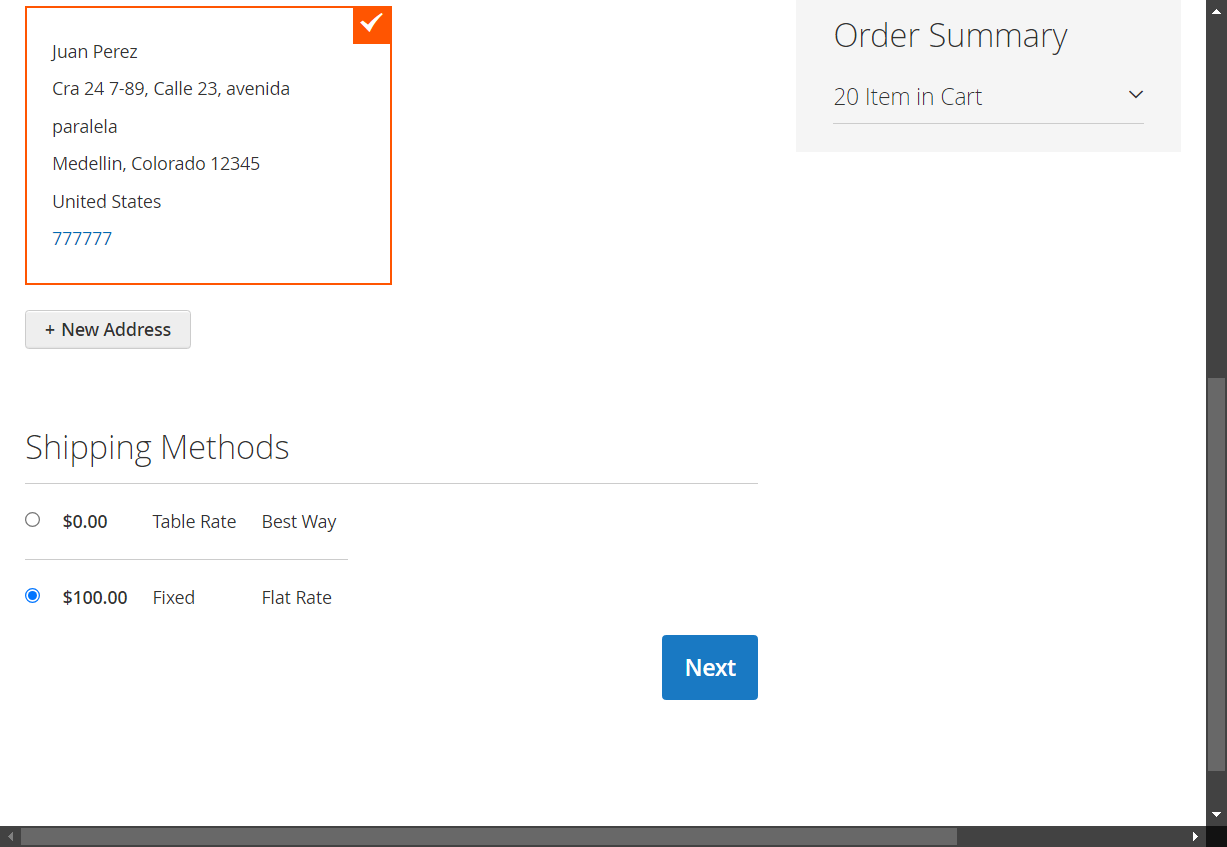 Juan Perez
Cra 24 7-89, Calle 23, avenida
paralela
Medellin, Colorado 12345
United States
777777
+ New Address
Order Summary
20 Item in Cart
Shipping Methods
$0.00 Table Rate Best Way
$100.00 Fixed Flat Rate
Next